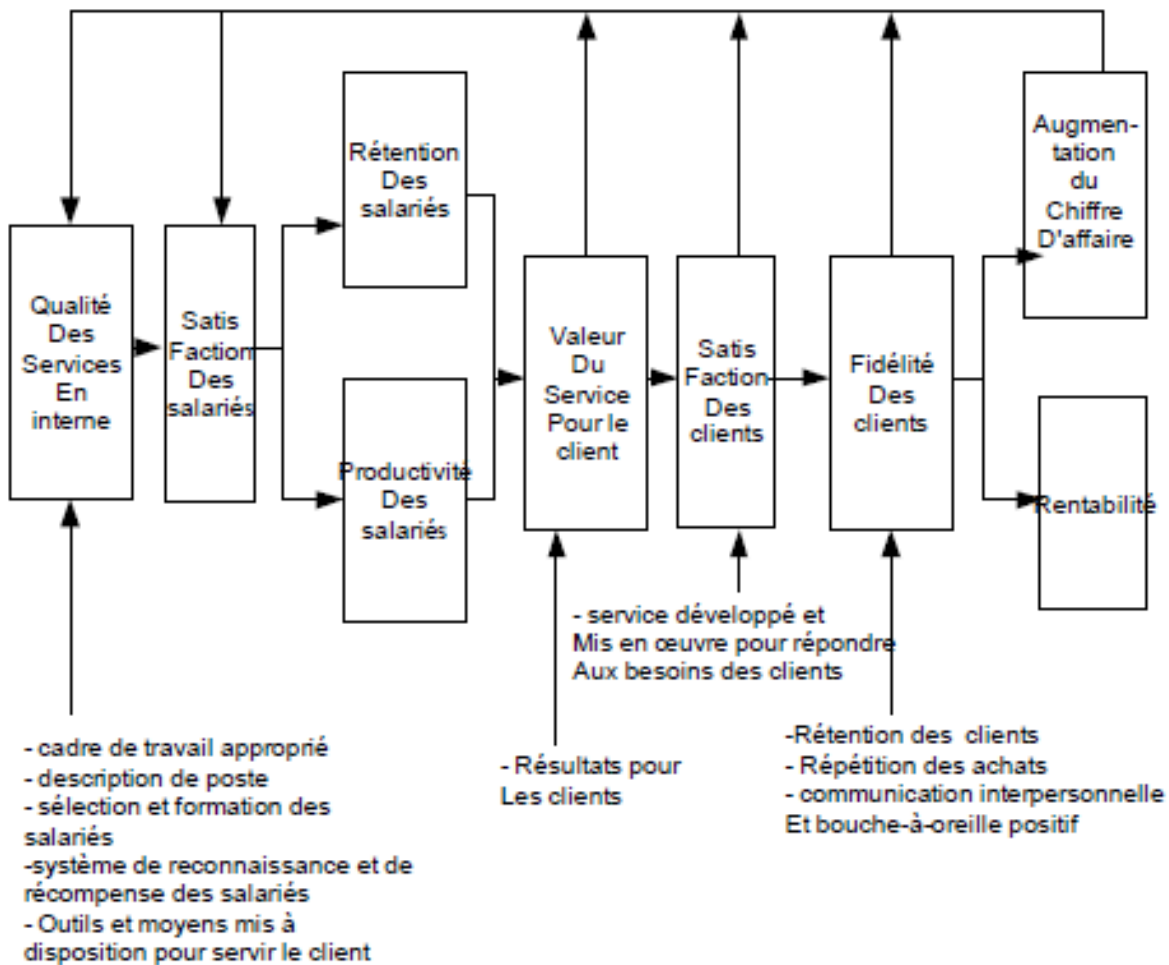 Qualité
Des
Services
En
interne
Satis
Faction
Des
salariés
Rétention
Des
salariés
Productivité
Des
salariés
Valeur
Du
Service
Pour le
client
Satis
Faction
Des
clients
Fidélité
Des
clients
Augmen-
tation
du
Chiffre
D'affaire
Rentabilité
- cadre de travail approprié
- description de poste
- sélection et formation des
salariés
-système de reconnaissance et de
récompense des salariés
- Outils et moyens mis à
disposition pour servir le client
- Résultats pour
Les clients
- service développé et
Mis en œuvre pour répondre
Aux besoins des clients
-Rétention des clients
- Répétition des achats
- communication interpersonnelle
Et bouche-à-oreille positif